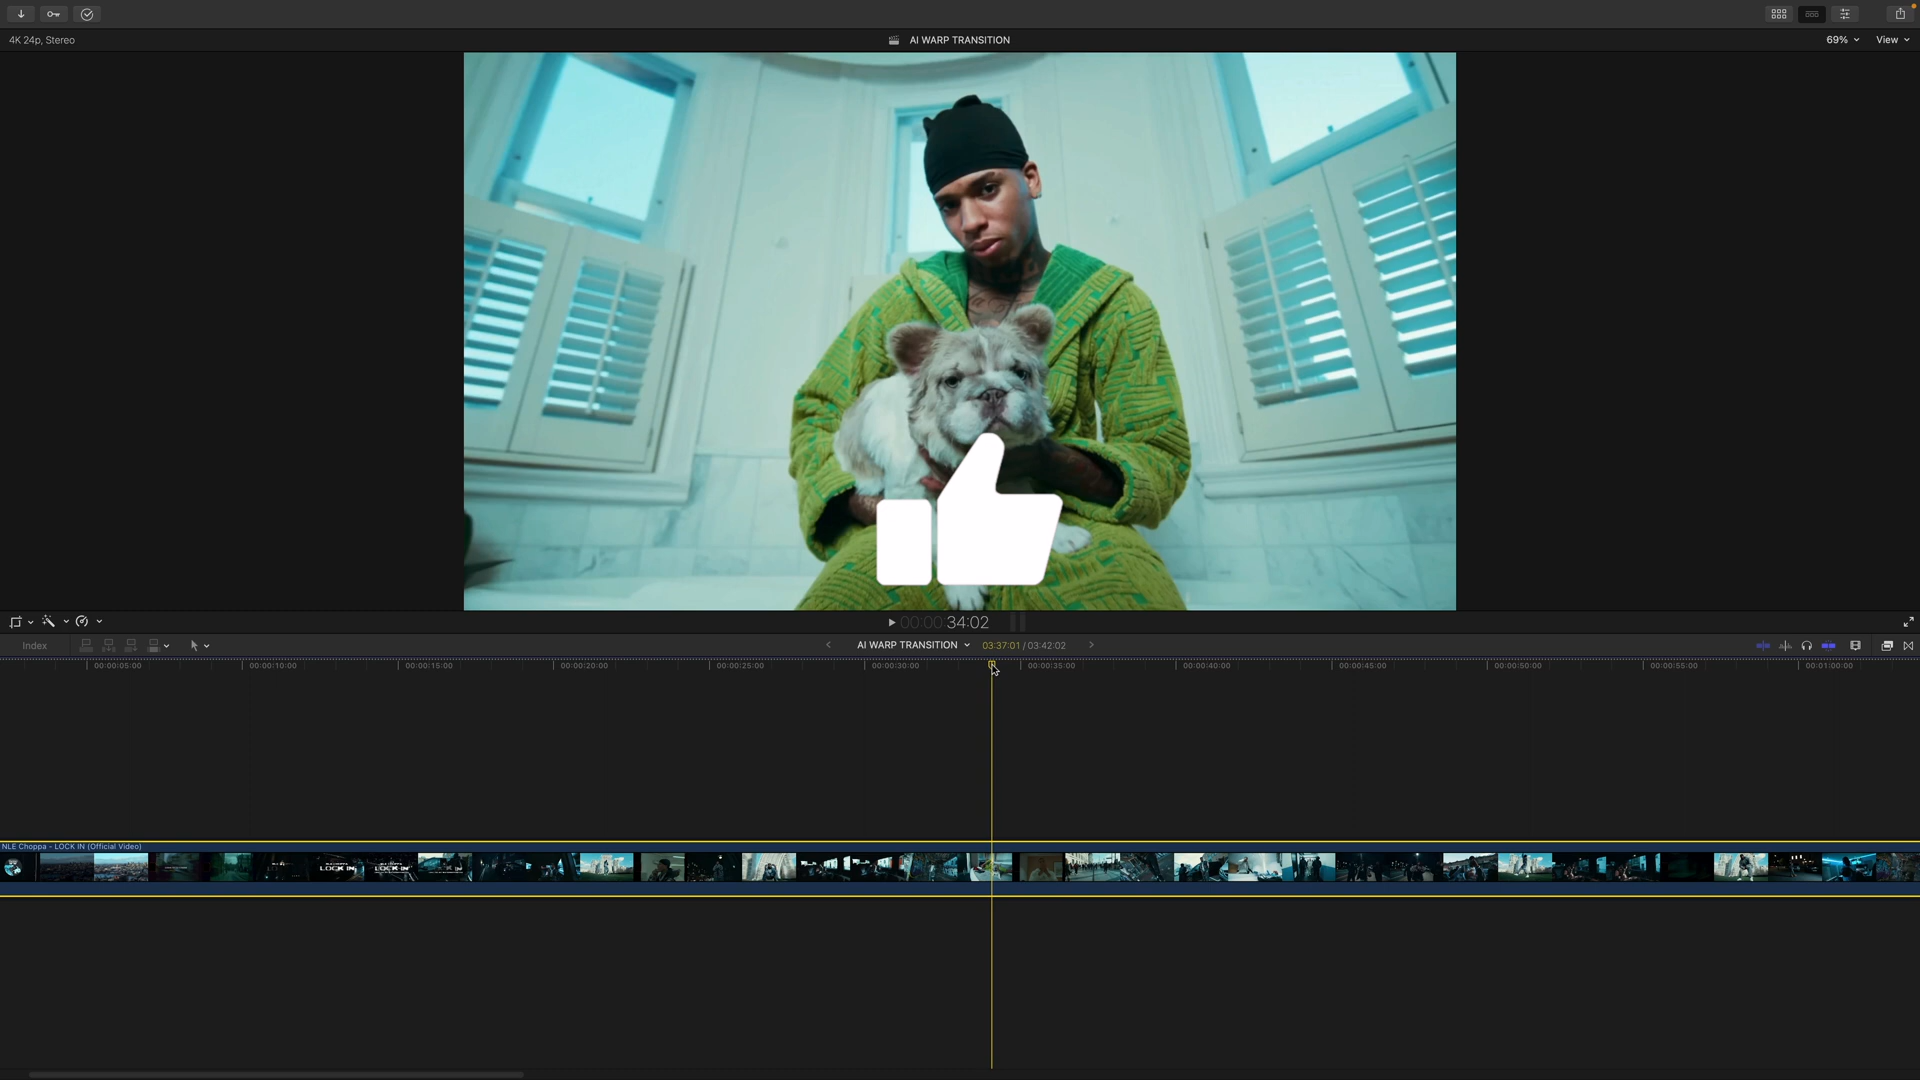 4K 24p, Stereo
AI WARP TRANSITION
69%
View
00:00:34:02
Index
AI WARP TRANSITION
03:37:01 / 03:42:02
00:00:05:00
00:00:10:00
00:00:15:00
00:00:20:00
00:00:25:00
00:00:30:00
00:00:35:00
00:00:40:00
00:00:45:00
00:00:50:00
00:00:55:00
00:01:00:00
NLE Choppa - LOCK IN (Official Video)
LOCK IN
LOCK IN